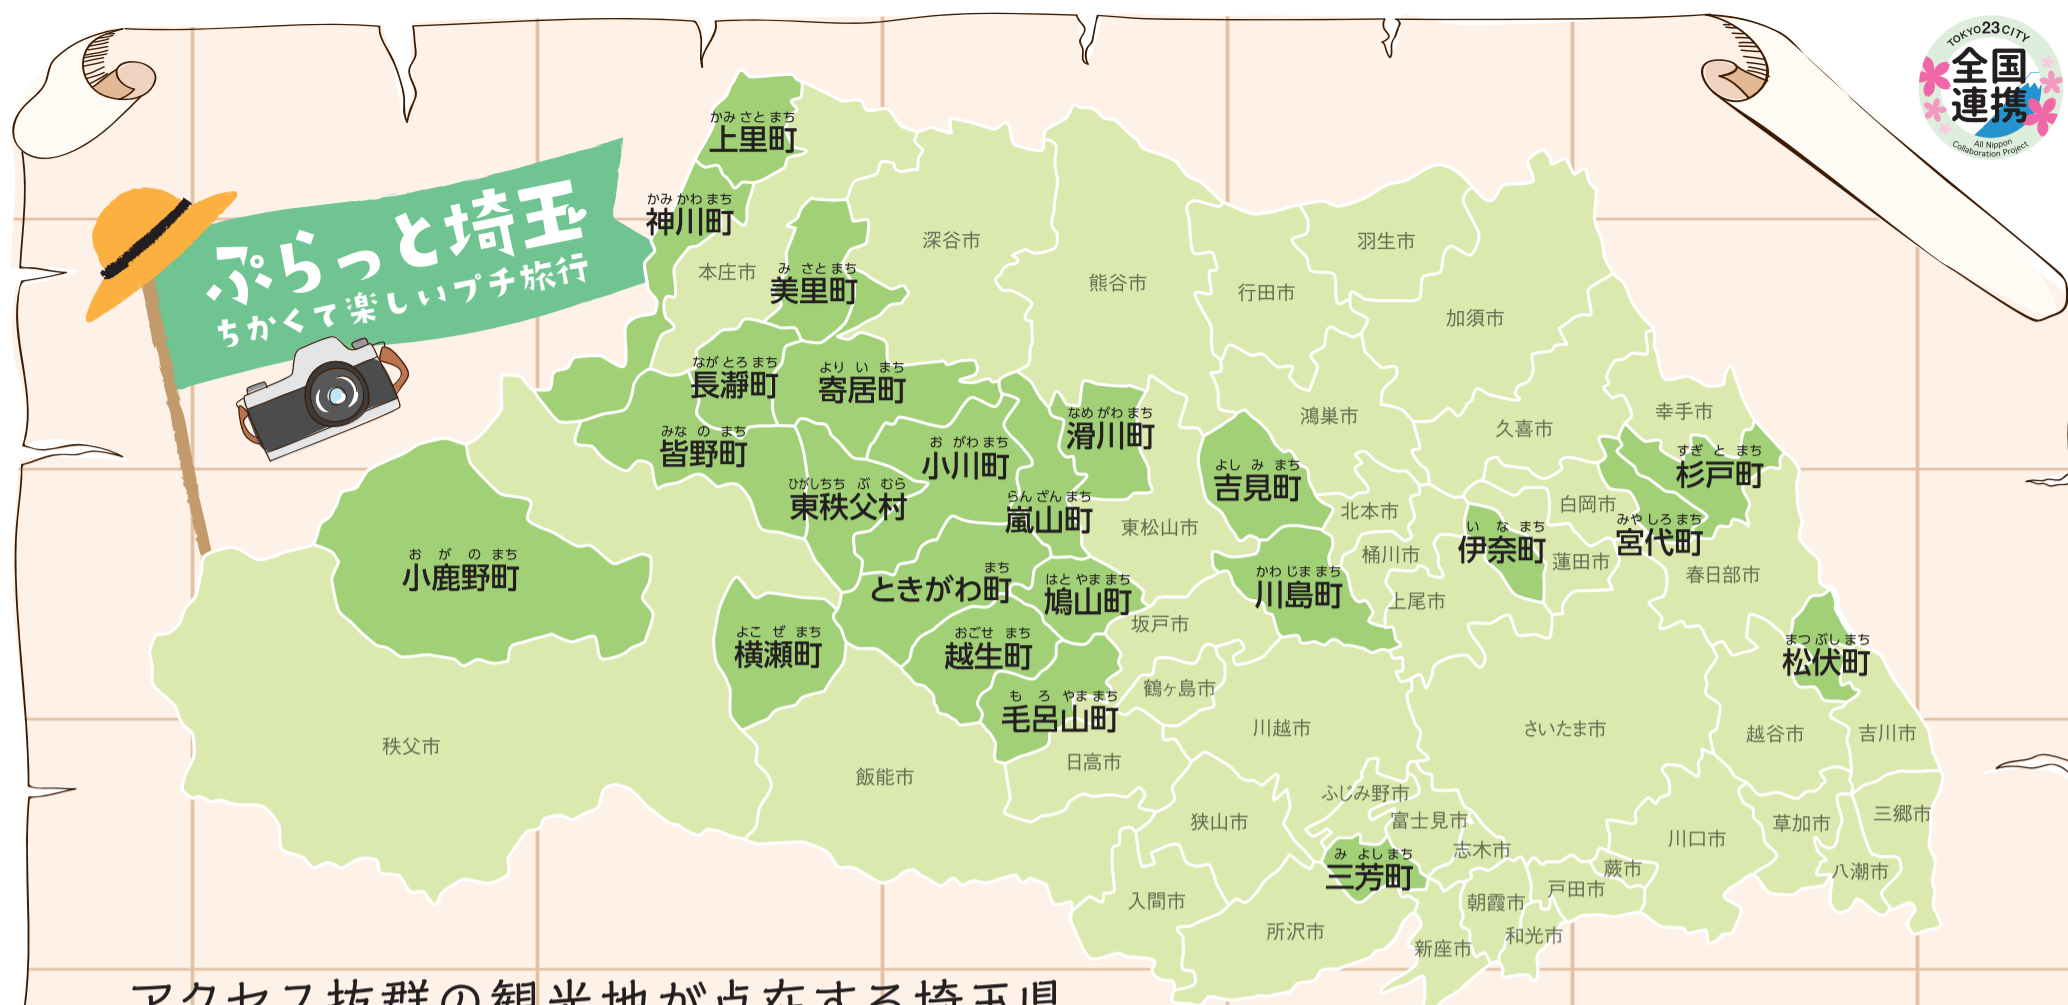 TOKYO23CITY
全国
連携
All Nippon
Collaboration Project
ぷらっと埼玉
ちかくて楽しいプチ旅行
かみ さと まち
上里町
かみ かわ まち
神川町
本庄市
み さと まち
美里町
深谷市
熊谷市
行田市
羽生市
加須市
なが とろ まち
長瀞町
より い まち
寄居町
みな の まち
皆野町
お がわ まち
小川町
なめ がわ まち
滑川町
鴻巣市
久喜市
幸手市
すぎ と まち
杉戸町
ひがしちち ぶ むら
東秩父村
らん ざん まち
嵐山町
東松山市
よし み まち
吉見町
北本市
白岡市
みや しろ まち
宮代町
い な まち
伊奈町
桶川市
蓮田市
春日部市
お が の まち
小鹿野町
まち
ときがわ町
はと やま まち
鳩山町
かわ じま まち
川島町
上尾市
坂戸市
よこ ぜ まち
横瀬町
おごせ まち
越生町
まつ ぶし まち
松伏町
も ろ やま まち
毛呂山町
鶴ヶ島市
川越市
さいたま市
越谷市
吉川市
秩父市
飯能市
日高市
ふじみ野市
富士見市
狭山市
志木市
川口市
草加市
三郷市
み よし まち
三芳町
蕨市
戸田市
八潮市
入間市
朝霞市
所沢市
新座市
和光市
アクセス抜群の観光地が点在する埼玉県